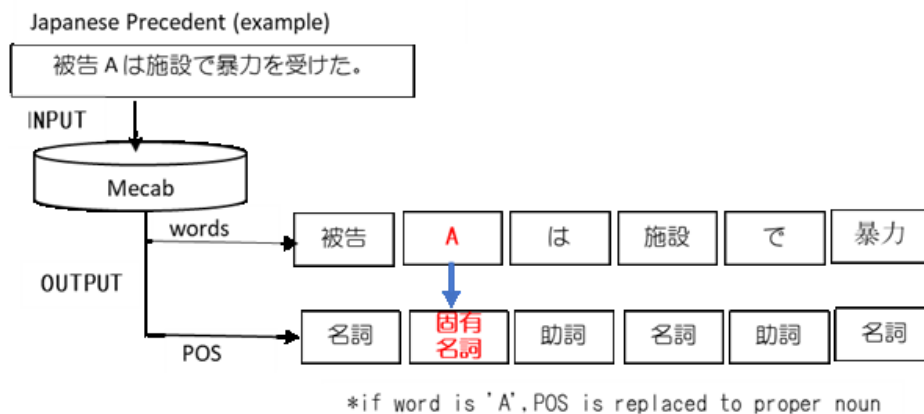 Japanese Precedent (example)
被告Aは施設で暴力を受けた。
INPUT
Mecab
words
被告 A は 施設 で 暴力
OUTPUT
名詞 固有名詞 助詞 名詞 助詞 名詞
POS
*if word is 'A', POS is replaced to proper noun